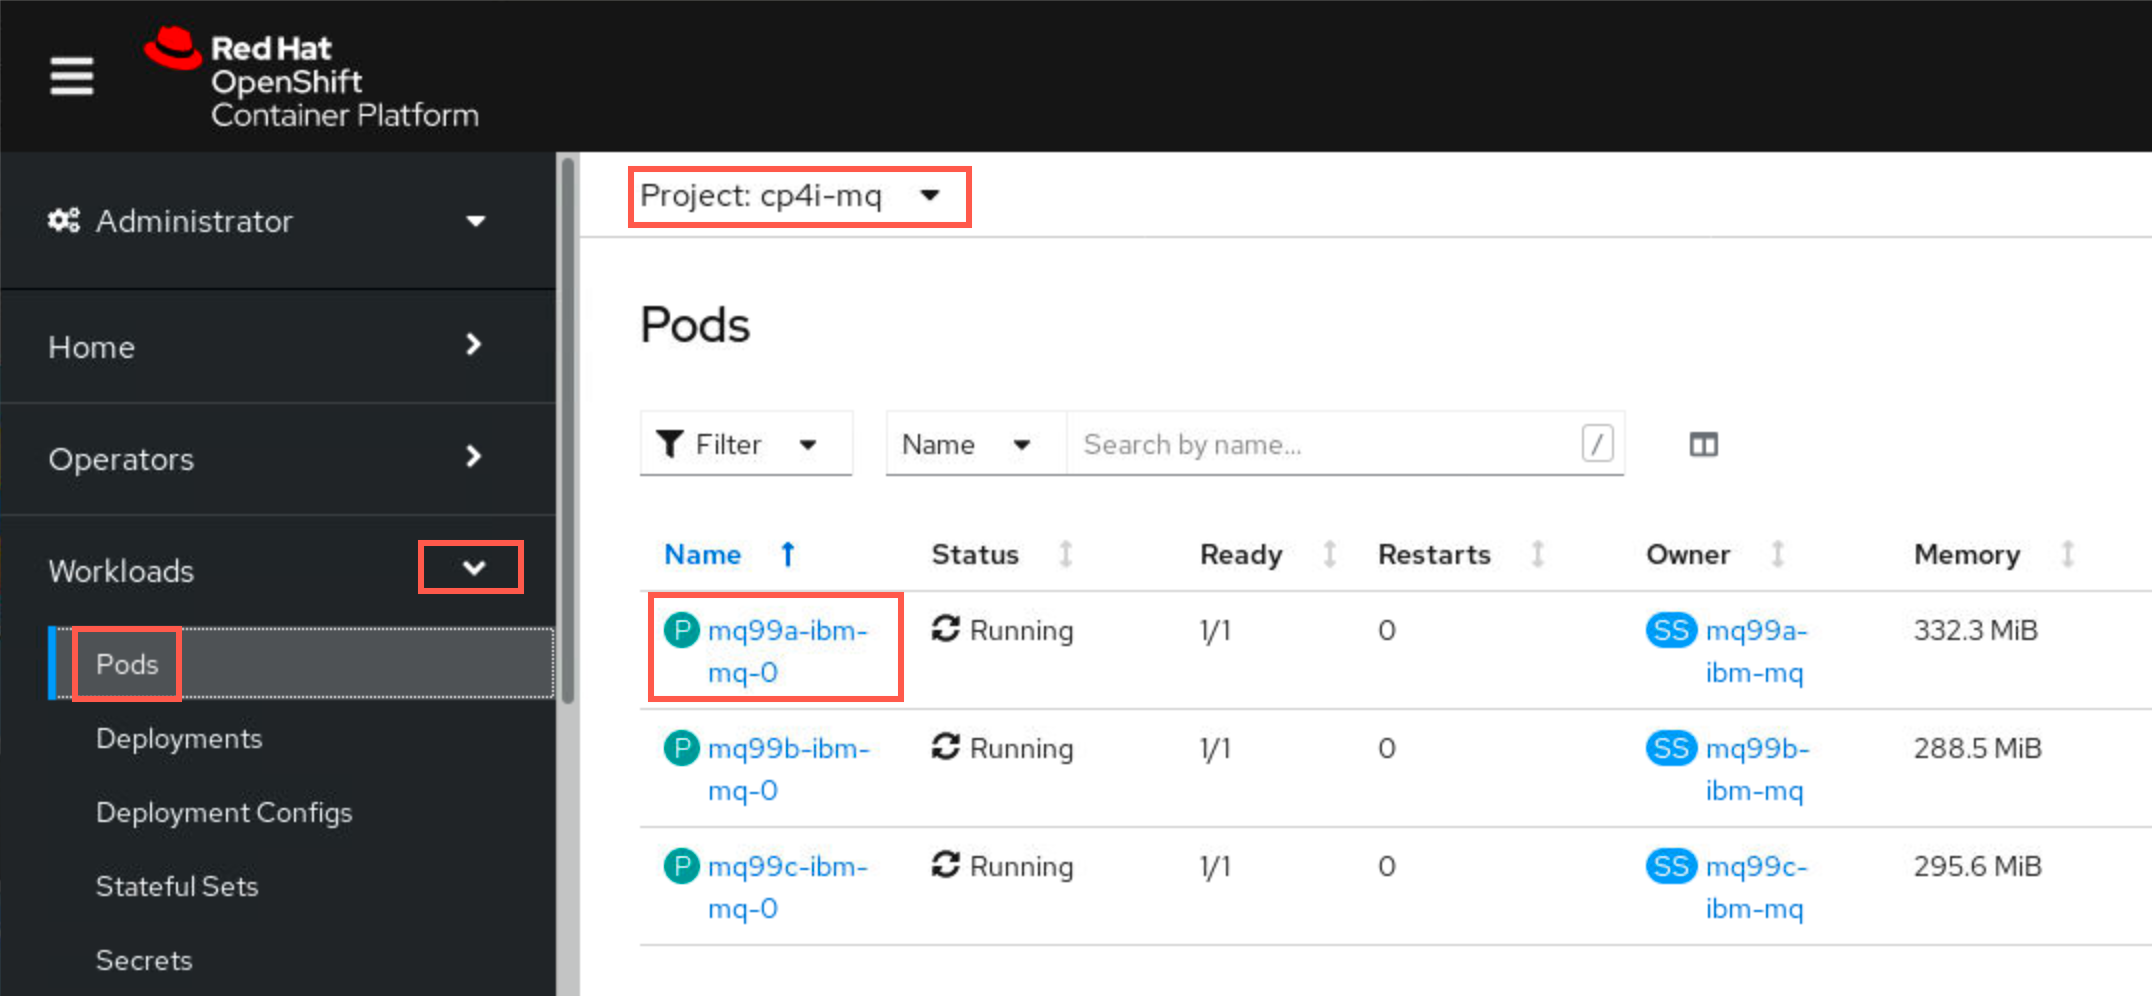 Red Hat
OpenShift
Container Platform
Administrator
Home
Operators
Workloads
Pods
Deployments
Deployment Configs
Stateful Sets
Secrets
Project: cp4i-mq
Pods
Filter
Name
Search by name...
/
Name Status Ready Restarts Owner Memory
P mq99a-ibm- Running 1/1 0 SS mq99a- 332.3 MiB
mq-0 ibm-mq
P mq99b-ibm- Running 1/1 0 SS mq99b- 288.5 MiB
mq-0 ibm-mq
P mq99c-ibm- Running 1/1 0 SS mq99c- 295.6 MiB
mq-0 ibm-mq